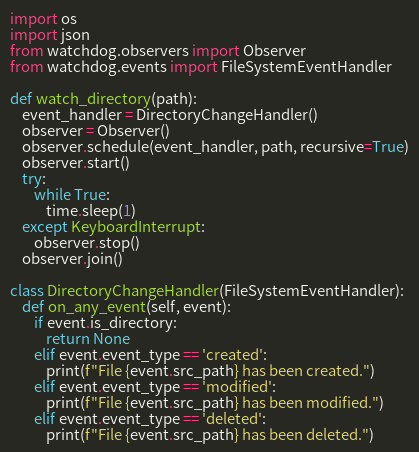 import os
import json
from watchdog.observers import Observer
from watchdog.events import FileSystemEventHandler

def watch_directory(path):
    event_handler = DirectoryChangeHandler()
    observer = Observer()
    observer.schedule(event_handler, path, recursive=True)
    observer.start()
    try:
        while True:
            time.sleep(1)
    except KeyboardInterrupt:
        observer.stop()
    observer.join()

class DirectoryChangeHandler(FileSystemEventHandler):
    def on_any_event(self, event):
        if event.is_directory:
            return None
        elif event.event_type == 'created':
            print(f"File {event.src_path} has been created.")
        elif event.event_type == 'modified':
            print(f"File {event.src_path} has been modified.")
        elif event.event_type == 'deleted':
            print(f"File {event.src_path} has been deleted.")